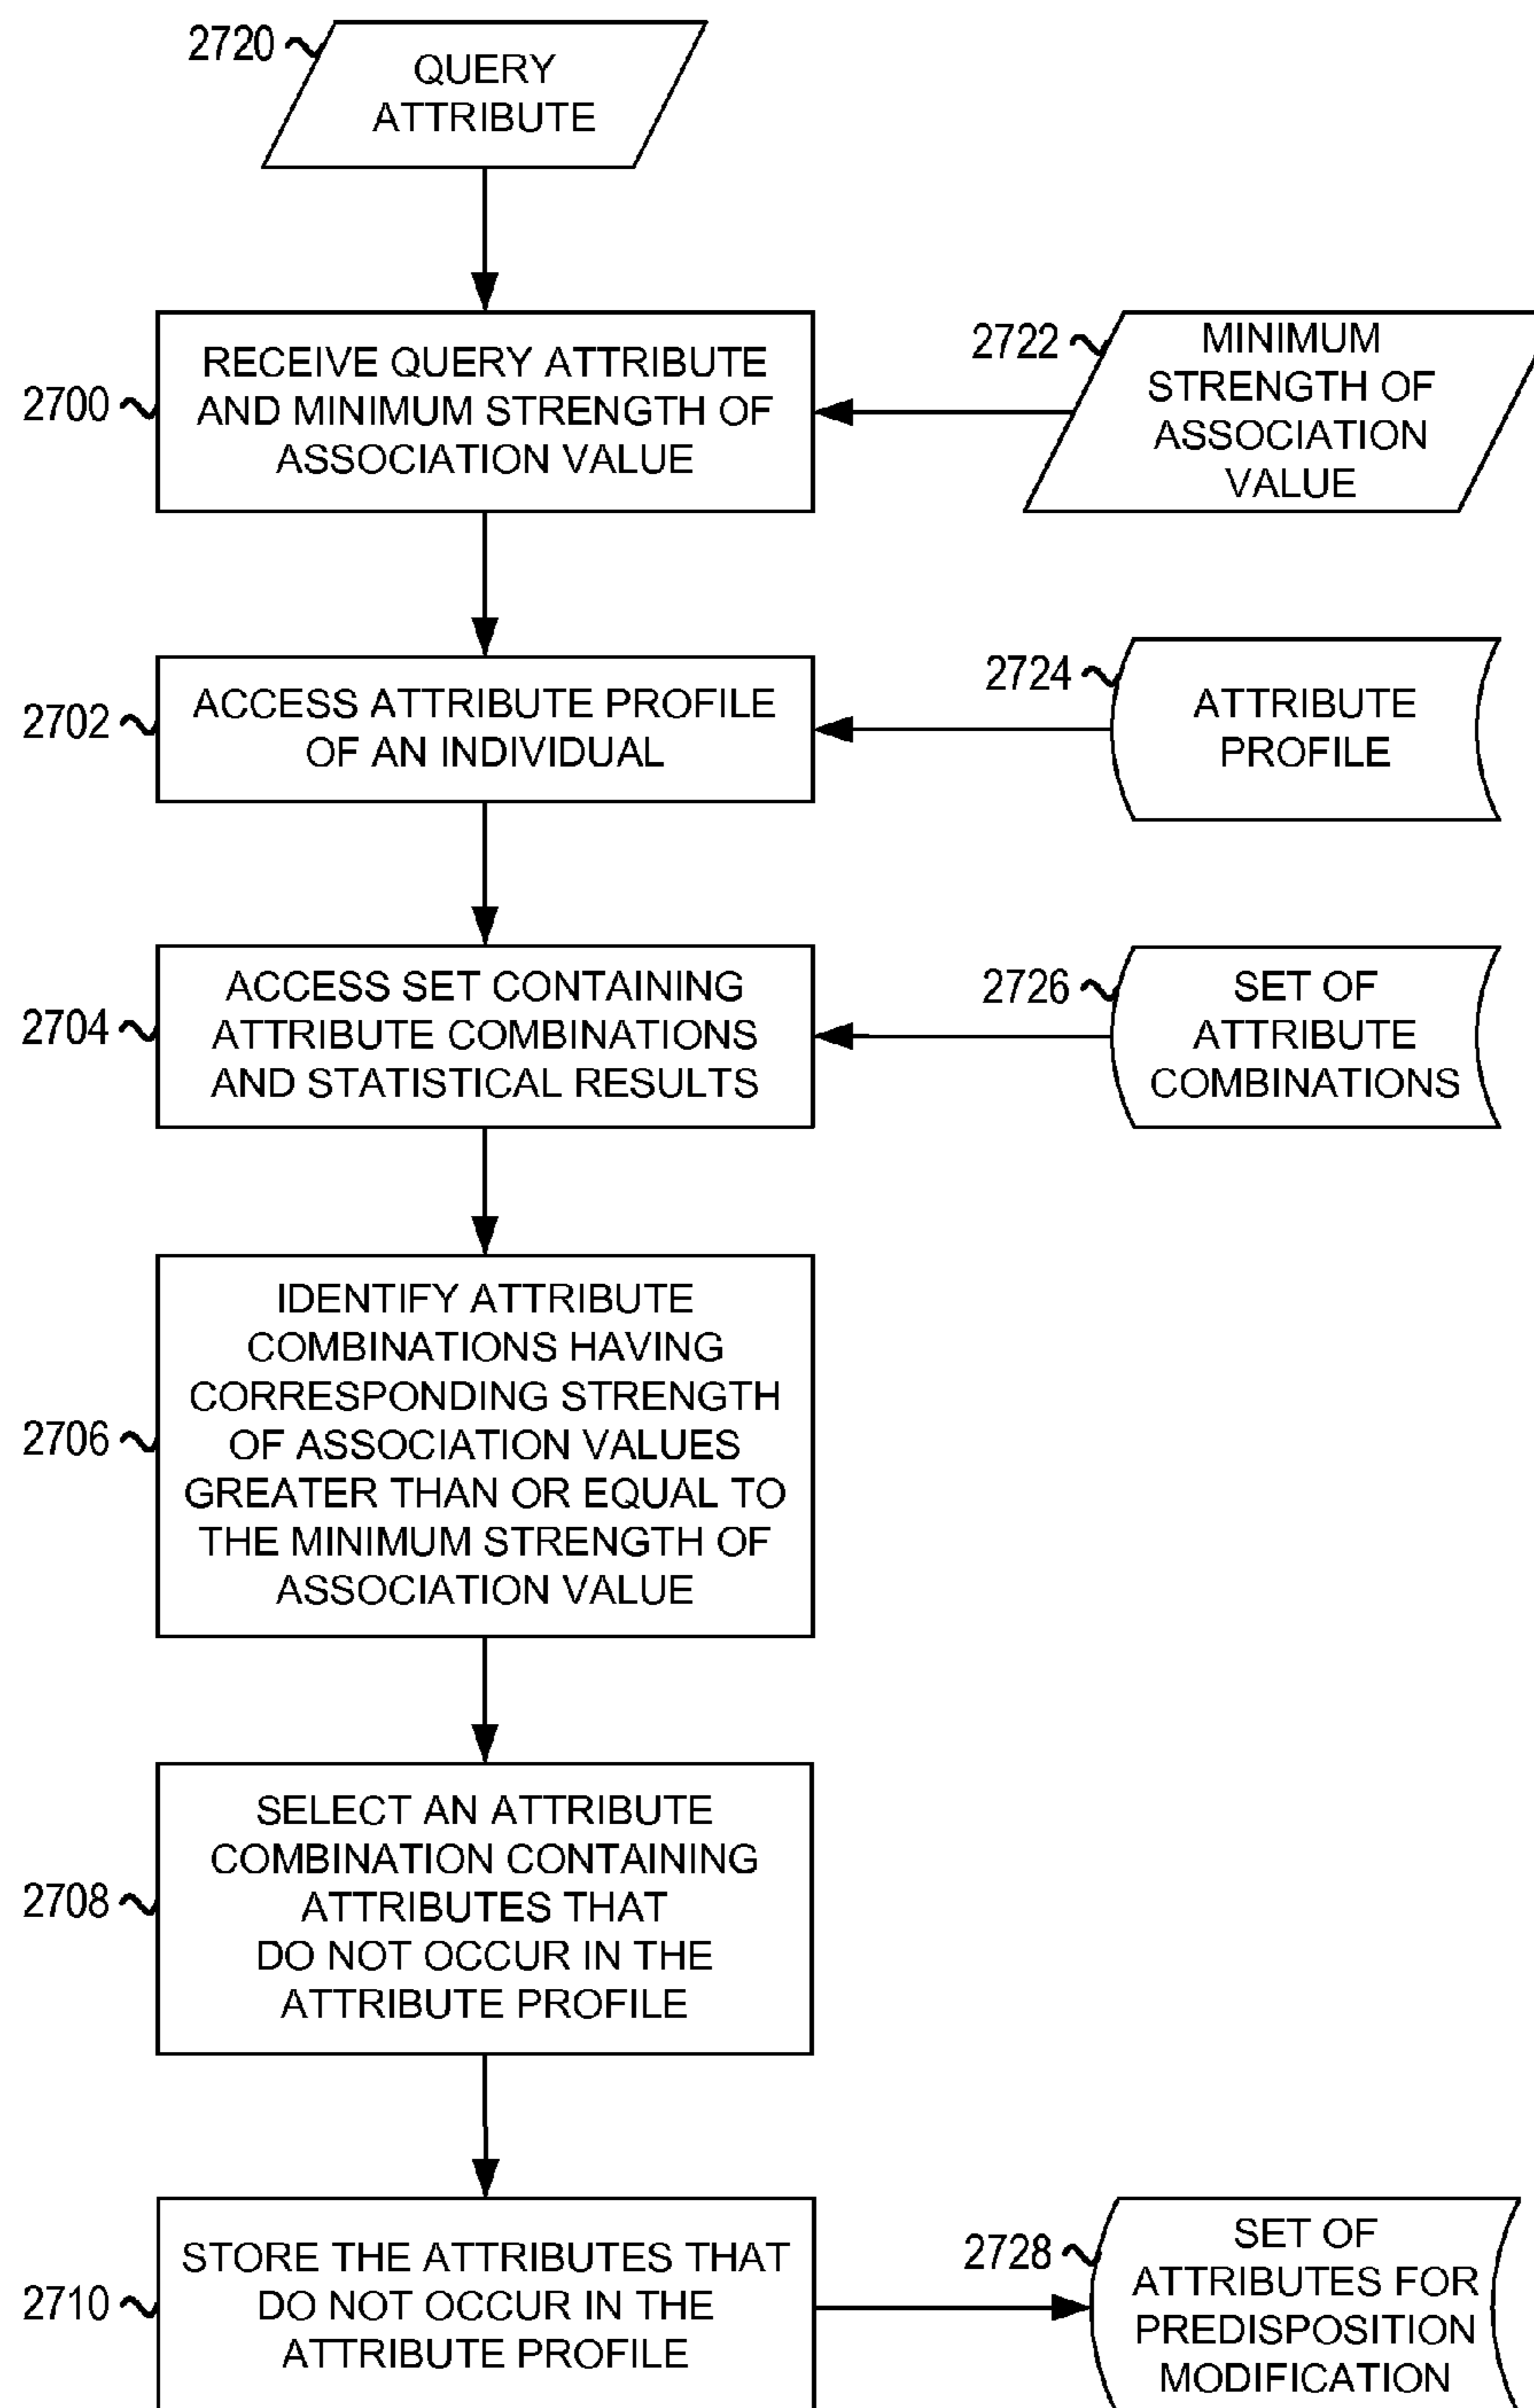 2720
QUERY
ATTRIBUTE
2700
RECEIVE QUERY ATTRIBUTE
AND MINIMUM STRENGTH OF
ASSOCIATION VALUE
2722
MINIMUM
STRENGTH OF
ASSOCIATION
VALUE
2702
ACCESS ATTRIBUTE PROFILE
OF AN INDIVIDUAL
2724
ATTRIBUTE
PROFILE
2704
ACCESS SET CONTAINING
ATTRIBUTE COMBINATIONS
AND STATISTICAL RESULTS
2726
SET OF
ATTRIBUTE
COMBINATIONS
2706
IDENTIFY ATTRIBUTE
COMBINATIONS HAVING
CORRESPONDING STRENGTH
OF ASSOCIATION VALUES
GREATER THAN OR EQUAL TO
THE MINIMUM STRENGTH OF
ASSOCIATION VALUE
2708
SELECT AN ATTRIBUTE
COMBINATION CONTAINING
ATTRIBUTES THAT
DO NOT OCCUR IN THE
ATTRIBUTE PROFILE
2710
STORE THE ATTRIBUTES THAT
DO NOT OCCUR IN THE
ATTRIBUTE PROFILE
2728
SET OF
ATTRIBUTES FOR
PREDISPOSITION
MODIFICATION